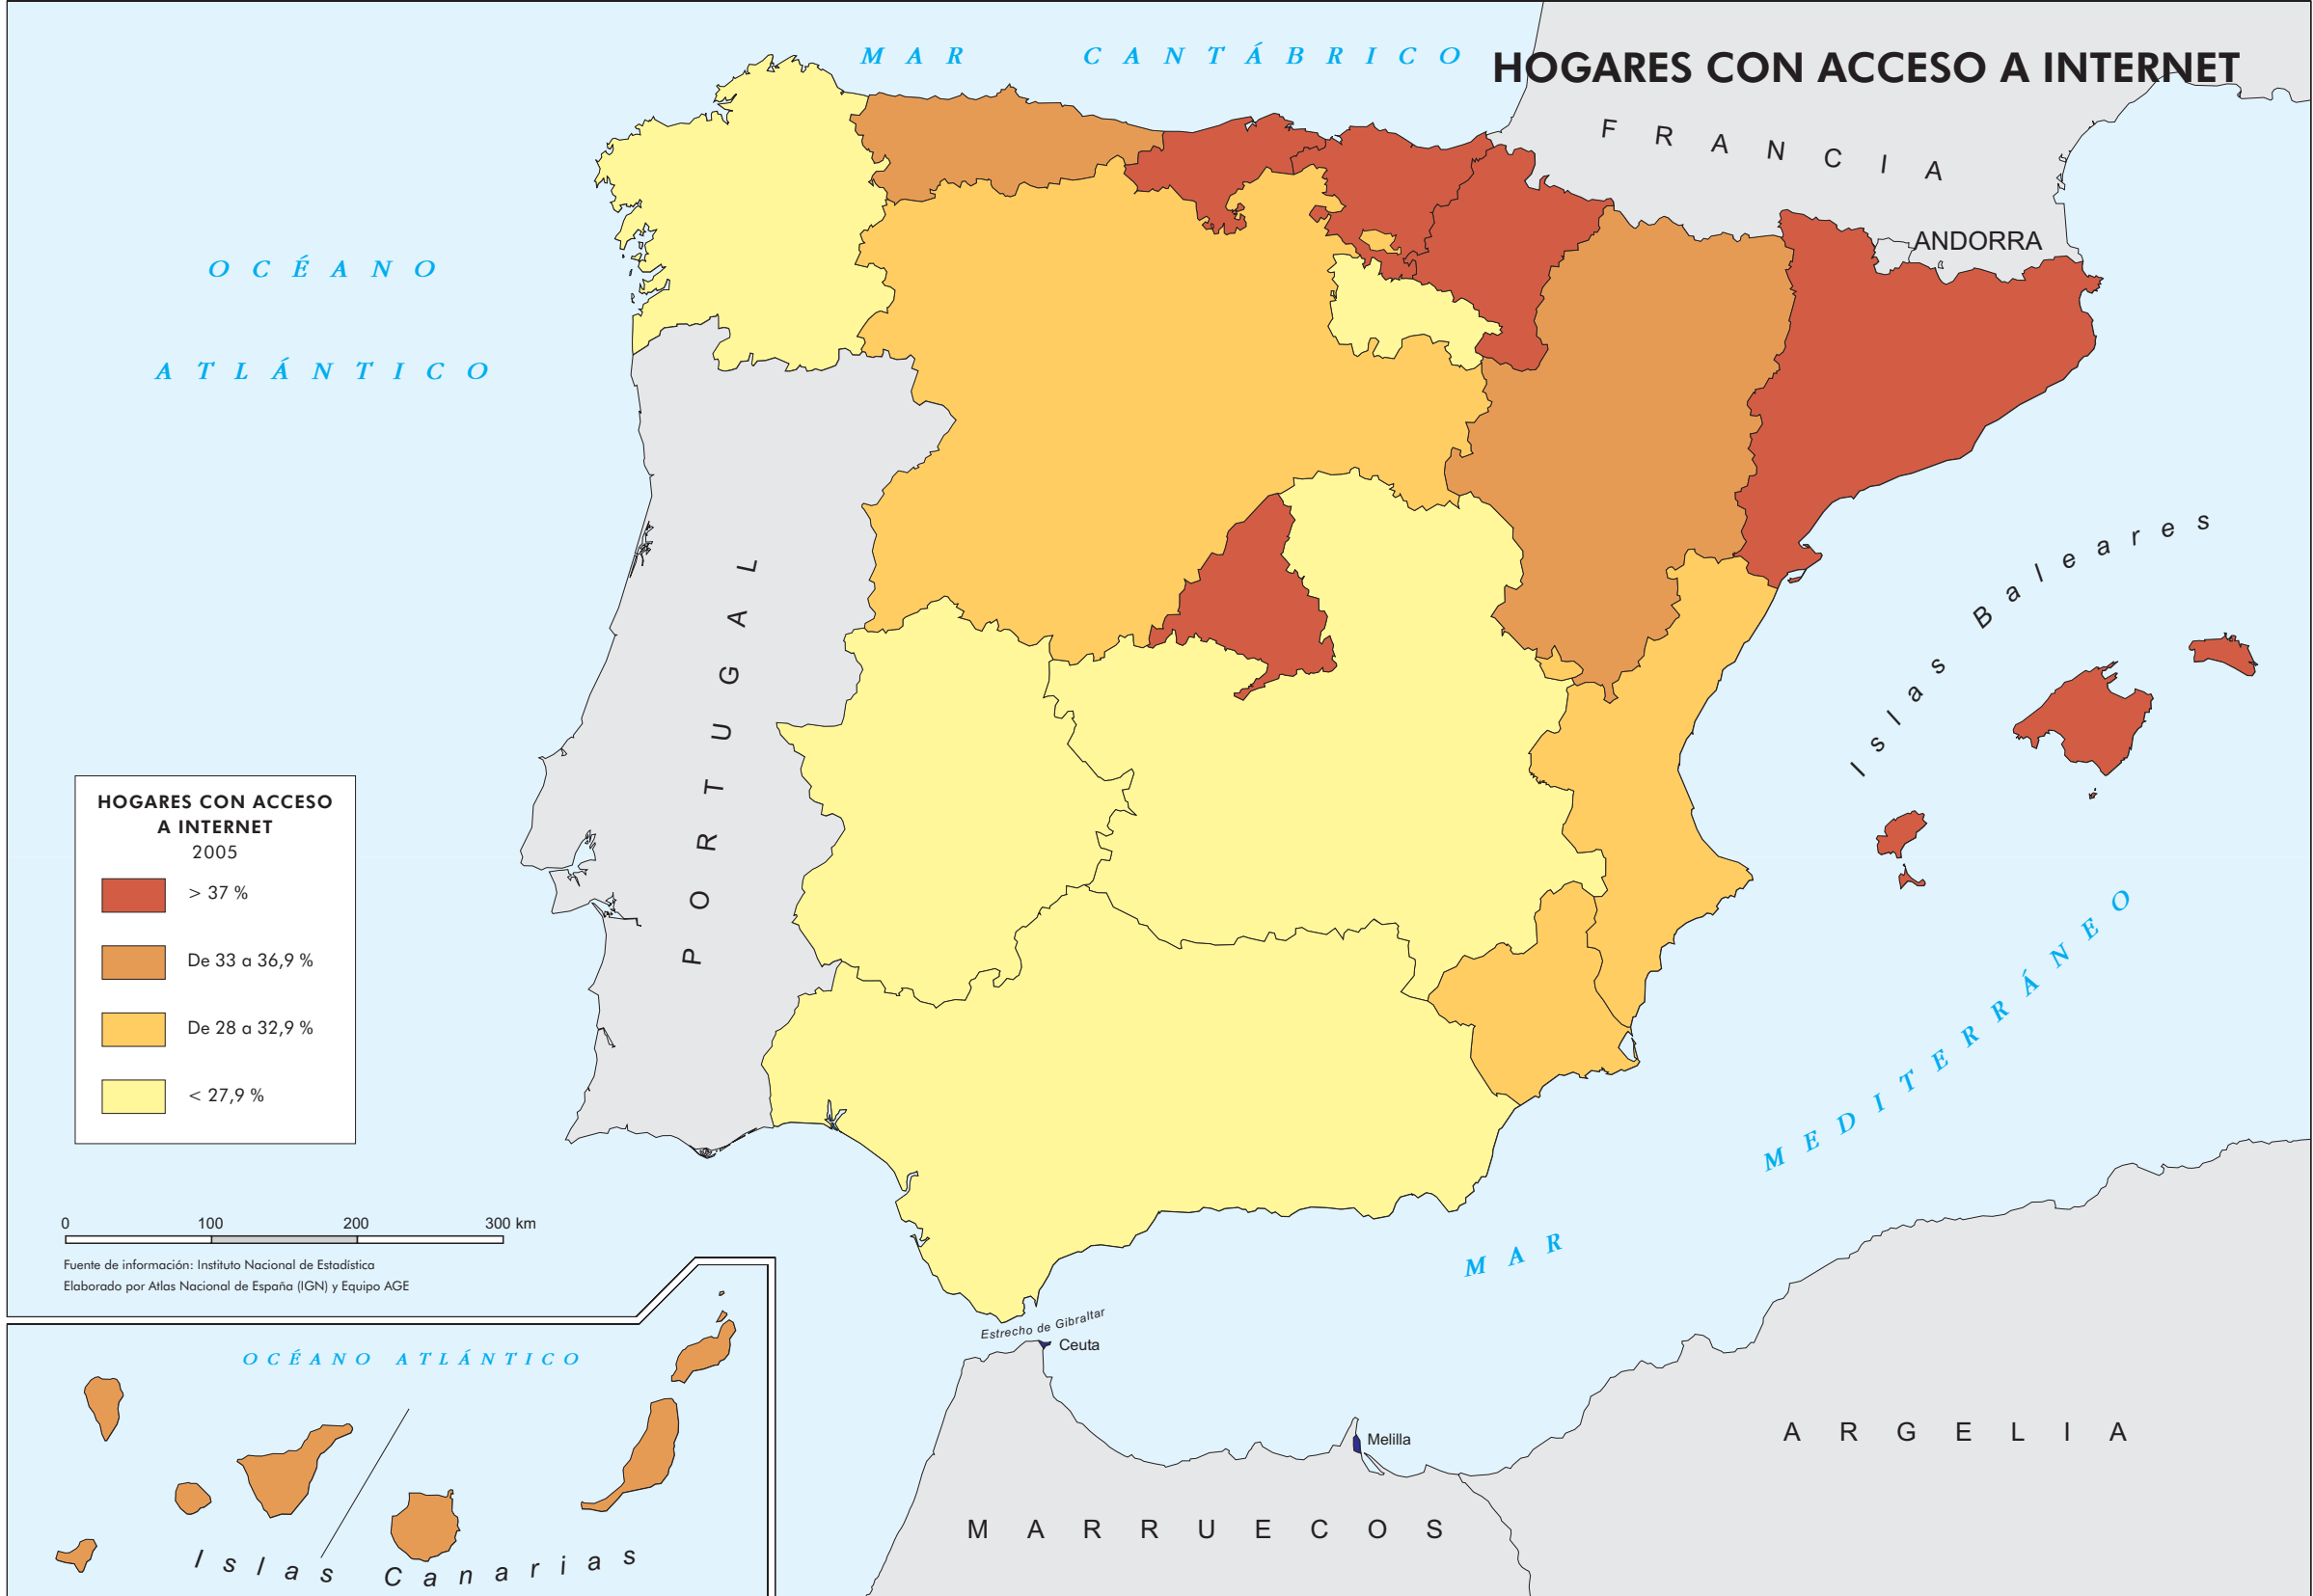 HOGARES CON ACCESO A INTERNET
MAR CANTÁBRICO
FRANCIA
ANDORRA
OCÉANO
ATLÁNTICO
PORTUGAL
Islas Baleares
HOGARES CON ACCESO
A INTERNET
2005
> 37 %
De 33 a 36,9 %
De 28 a 32,9 %
< 27,9 %
MAR MEDITERRÁNEO
0 100 200 300 km
Fuente de información: Instituto Nacional de Estadística
Elaborado por Atlas Nacional de España (IGN) y Equipo AGE
Estrecho de Gibraltar
Ceuta
Melilla
OCÉANO ATLÁNTICO
Islas Canarias
MARRUECOS
ARGELIA